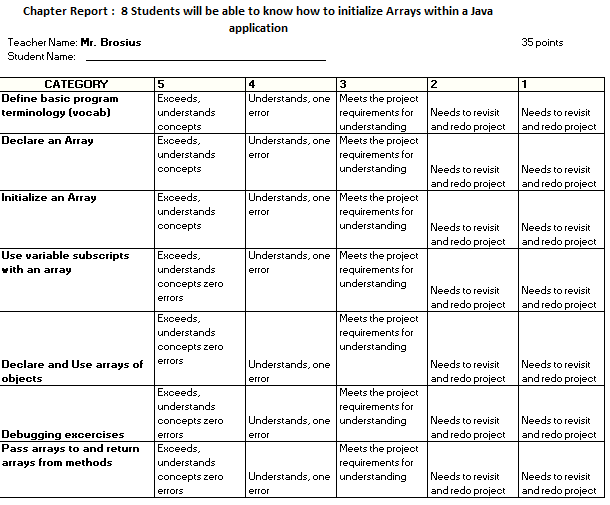 Chapter Report :  8 Students will be able to know how to initialize Arrays within a Java
application
Teacher Name: Mr. Brosius 35 points
Student Name:
CATEGORY 5 4 3 2 1
Define basic program terminology (vocab) Exceeds, understands concepts Understands, one error Meets the project requirements for understanding Needs to revisit and redo project Needs to revisit and redo project
Declare an Array Exceeds, understands concepts Understands, one error Meets the project requirements for understanding Needs to revisit and redo project Needs to revisit and redo project
Initialize an Array Exceeds, understands concepts Understands, one error Meets the project requirements for understanding Needs to revisit and redo project Needs to revisit and redo project
Use variable subscripts with an array Exceeds, understands concepts zero errors Understands, one error Meets the project requirements for understanding Needs to revisit and redo project Needs to revisit and redo project
Declare and Use arrays of objects Exceeds, understands concepts zero errors Understands, one error Meets the project requirements for understanding Needs to revisit and redo project Needs to revisit and redo project
Debugging excercises Exceeds, understands concepts zero errors Understands, one error Meets the project requirements for understanding Needs to revisit and redo project Needs to revisit and redo project
Pass arrays to and return arrays from methods Exceeds, understands concepts zero errors Understands, one error Meets the project requirements for understanding Needs to revisit and redo project Needs to revisit and redo project